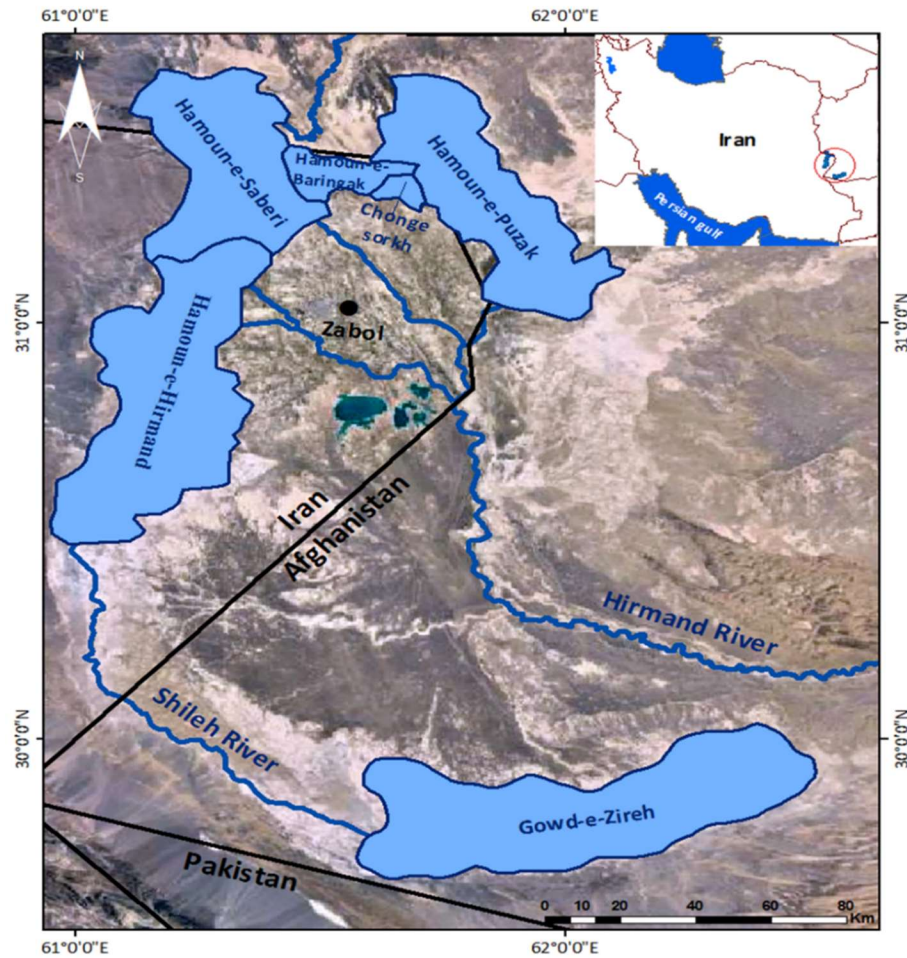 61°0'0"E
62°0'0"E
N
S
Hamoun-e-Saberi
Hamoun-e-
Baringak
Chonge
sorkh
Hamoun-e-Puzak
Iran
Persian gulf
31°0'0"N
31°0'0"N
Zabol
Hamoun-e-Hirmand
Iran
Afghanistan
Hirmand River
Shileh River
30°0'0"N
30°0'0"N
Gowd-e-Zireh
Pakistan
0 10 20 40 60 80
Km
61°0'0"E
62°0'0"E